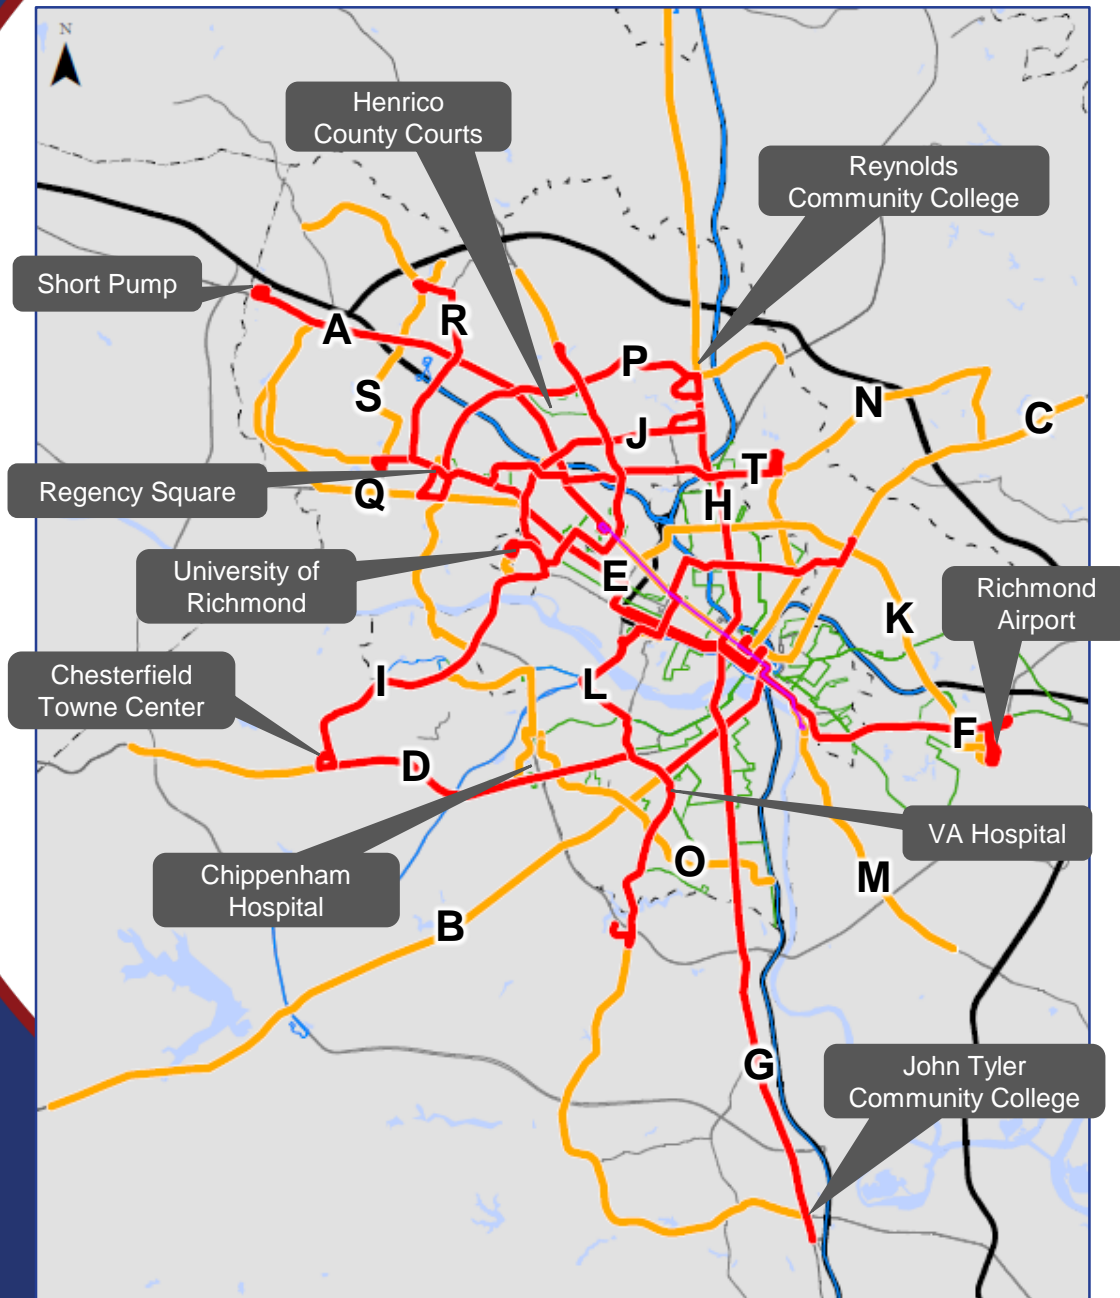 N
Henrico
County Courts
Reynolds
Community College
Short Pump
A
R
P
S
N
C
J
T
Regency Square
Q
H
University of
Richmond
E
Richmond
Airport
K
Chesterfield
Towne Center
I
L
F
D
VA Hospital
Chippenham
Hospital
O
M
B
G
John Tyler
Community College